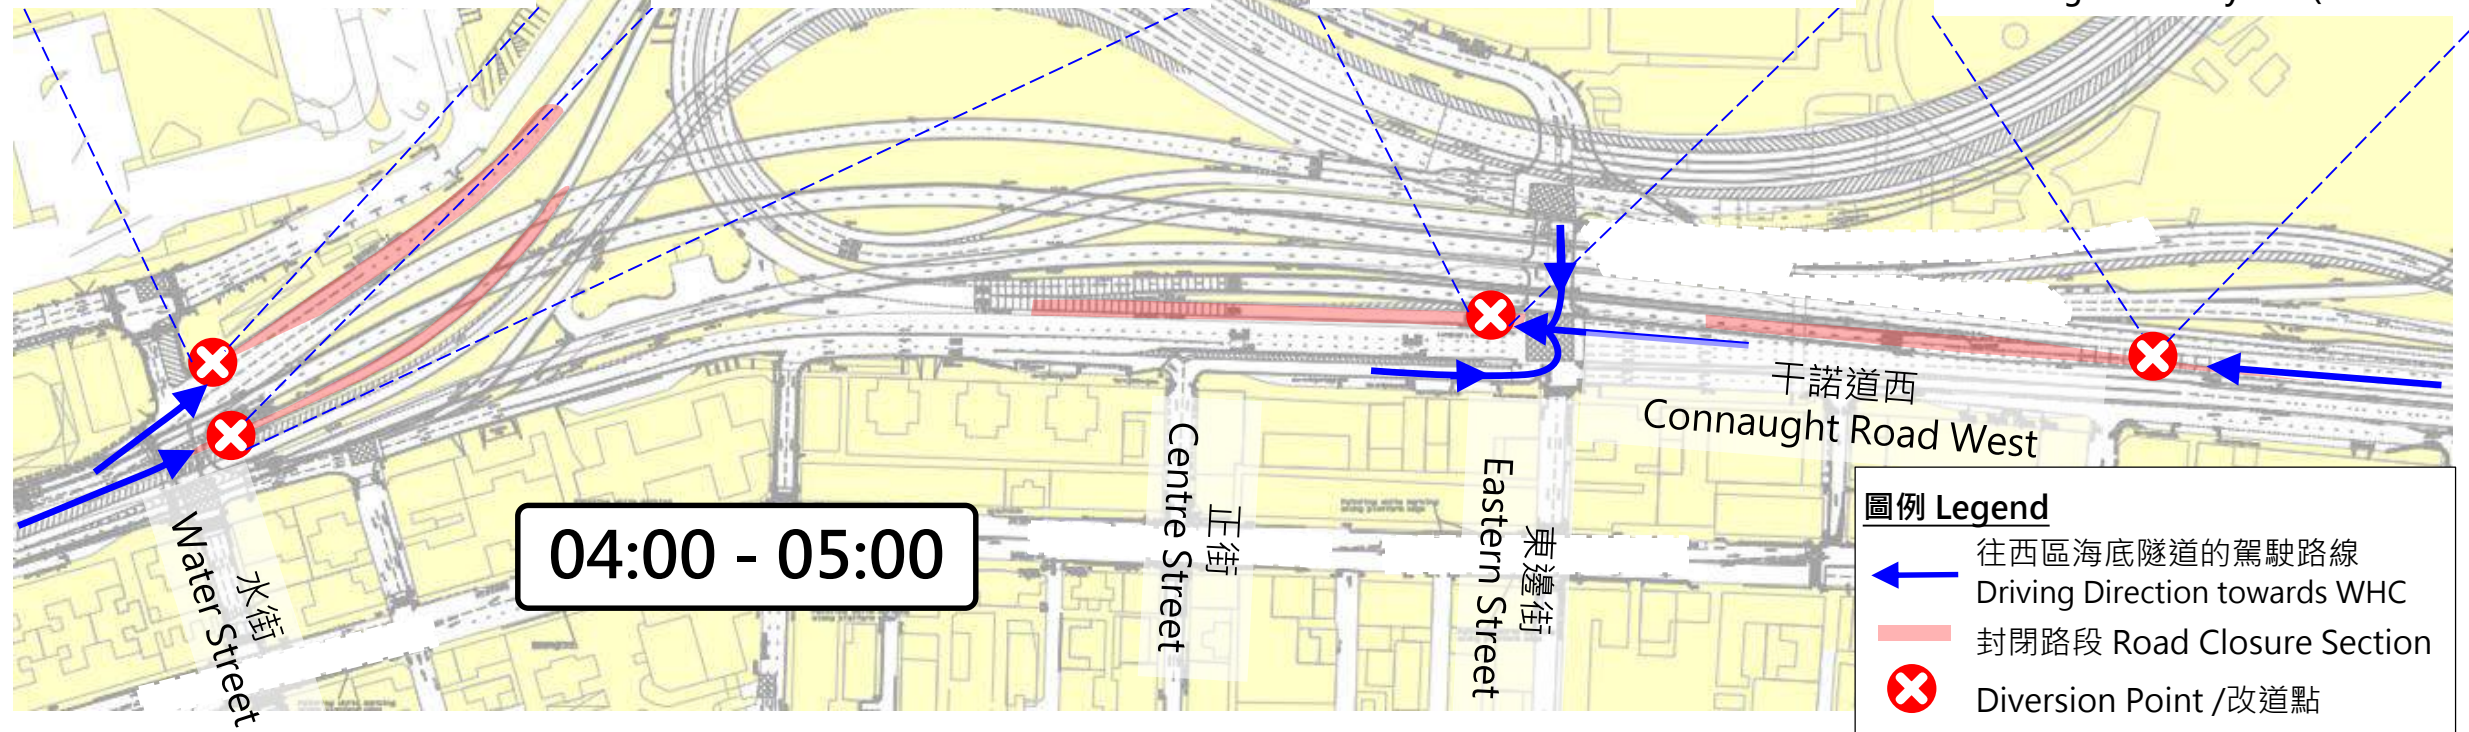 干諾道西
Connaught Road West
Centre Street
正街
Eastern Street
東邊街
Water Street
水街
04:00 - 05:00
圖例 Legend
往西區海底隧道的駕駛路線
Driving Direction towards WHC
封閉路段 Road Closure Section
Diversion Point /改道點